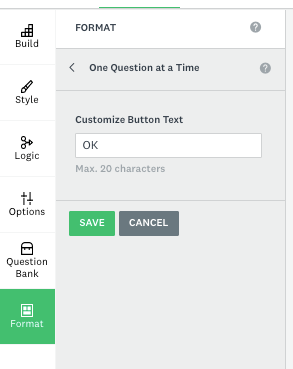 Build
Style
Logic
Options
Question
Bank
Format
FORMAT
?
One Question at a Time
?
Customize Button Text
OK
Max. 20 characters
SAVE
CANCEL